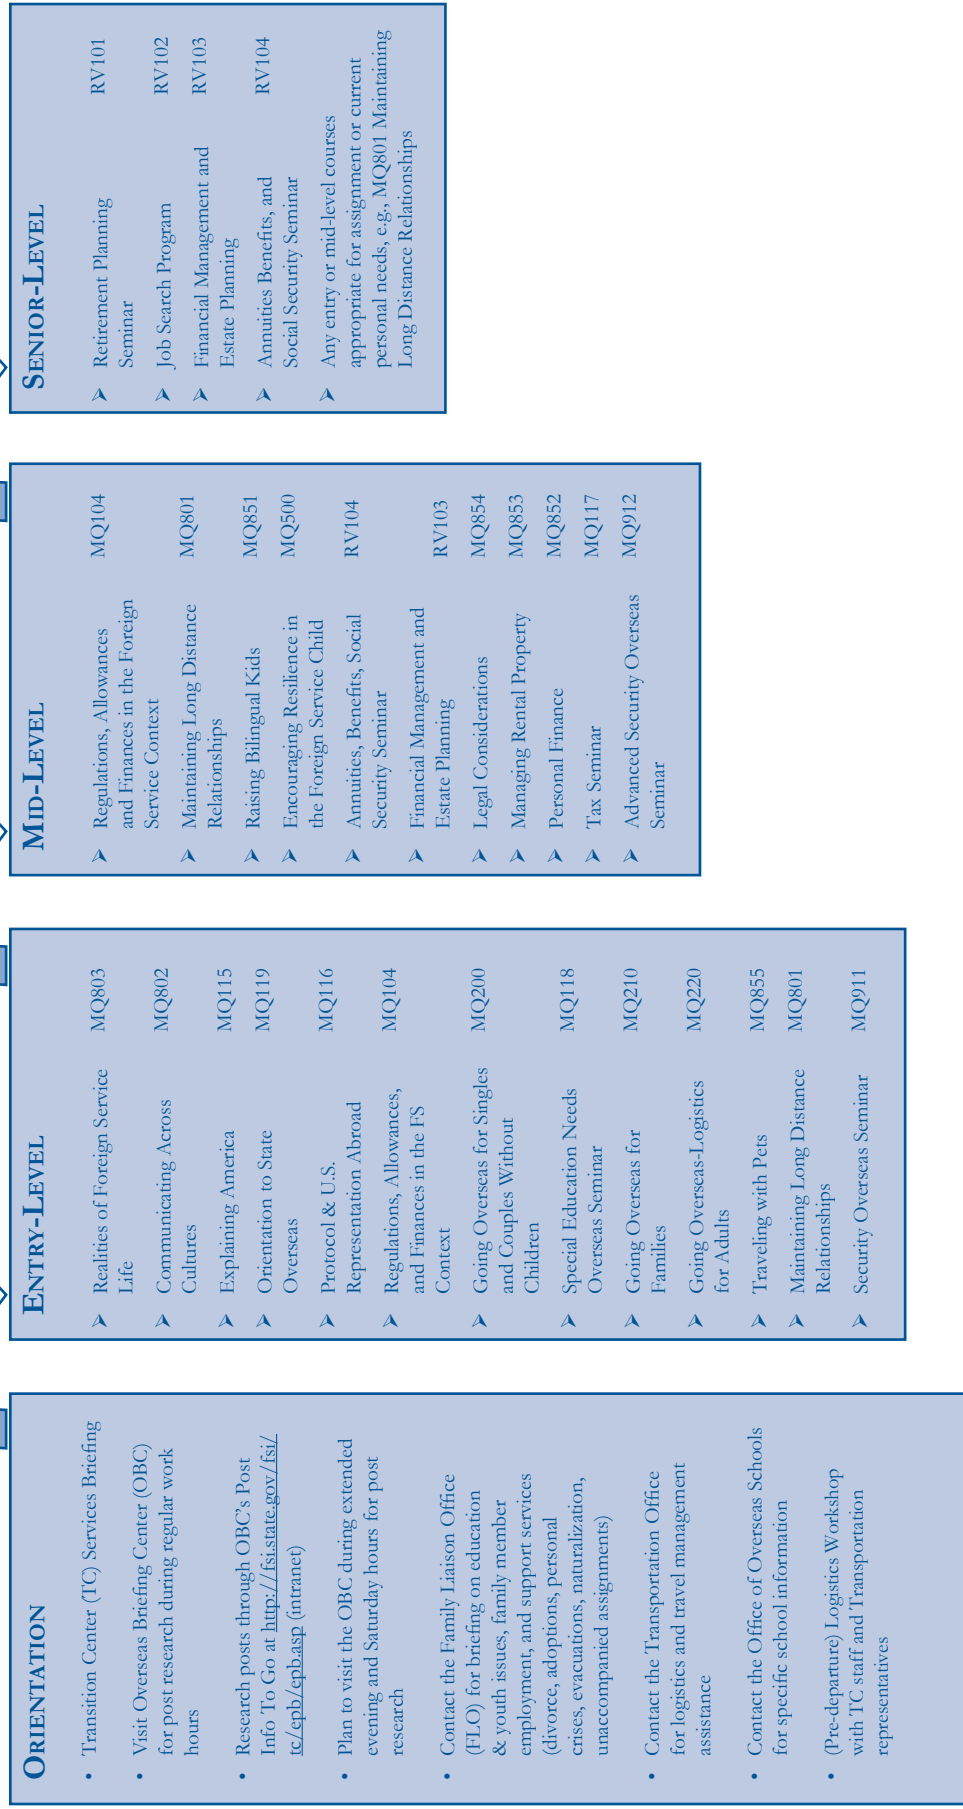 ORIENTATION
• Transition Center (TC) Services Briefing
• Visit Overseas Briefing Center (OBC)
for post research during regular work
hours
• Research posts through OBC's Post
Info To Go at http://fsi.state.gov/fsi/
tc/epb/epb.asp (intranet)
• Plan to visit the OBC during extended
evening and Saturday hours for post
research
• Contact the Family Liaison Office
(FLO) for briefing on education
& youth issues, family member
employment, and support services
(divorce, adoptions, personal
crises, evacuations, naturalization,
unaccompanied assignments)
• Contact the Transportation Office
for logistics and travel management
assistance
• Contact the Office of Overseas Schools
for specific school information
• (Pre-departure) Logistics Workshop
with TC staff and Transportation
representatives
ENTRY-LEVEL
➢ Realities of Foreign Service MQ803
Life
➢ Communicating Across MQ802
Cultures
➢ Explaining America MQ115
➢ Orientation to State MQ119
Overseas
➢ Protocol & U.S. MQ116
Representation Abroad
➢ Regulations, Allowances, MQ104
and Finances in the FS
Context
➢ Going Overseas for Singles MQ200
and Couples Without
Children
➢ Special Education Needs MQ118
Overseas Seminar
➢ Going Overseas for MQ210
Families
➢ Going Overseas-Logistics MQ220
for Adults
➢ Traveling with Pets MQ855
➢ Maintaining Long Distance MQ801
Relationships
➢ Security Overseas Seminar MQ911
MID-LEVEL
➢ Regulations, Allowances MQ104
and Finances in the Foreign
Service Context
➢ Maintaining Long Distance MQ801
Relationships
➢ Raising Bilingual Kids MQ851
➢ Encouraging Resilience in MQ500
the Foreign Service Child
➢ Annuities, Benefits, Social RV104
Security Seminar
➢ Financial Management and
Estate Planning RV103
➢ Legal Considerations MQ854
➢ Managing Rental Property MQ853
➢ Personal Finance MQ852
➢ Tax Seminar MQ117
➢ Advanced Security Overseas MQ912
Seminar
SENIOR-LEVEL
➢ Retirement Planning RV101
Seminar
➢ Job Search Program RV102
➢ Financial Management and RV103
Estate Planning
➢ Annuities Benefits, and RV104
Social Security Seminar
➢ Any entry or mid-level courses
appropriate for assignment or current
personal needs, e.g., MQ801 Maintaining
Long Distance Relationships